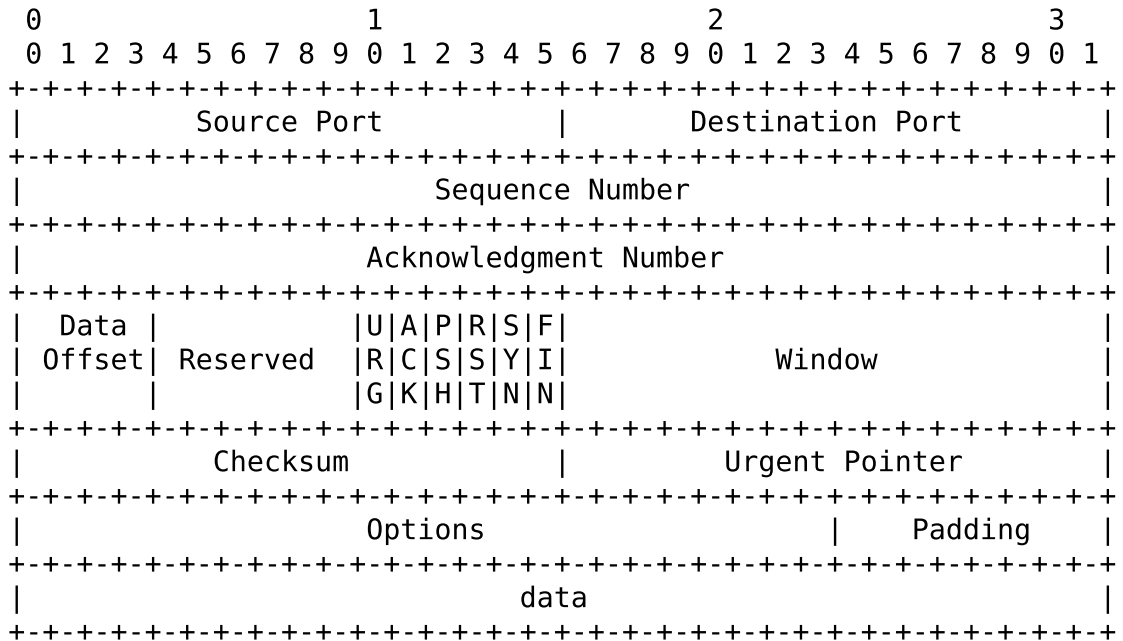 0                   1                   2                   3
 0 1 2 3 4 5 6 7 8 9 0 1 2 3 4 5 6 7 8 9 0 1 2 3 4 5 6 7 8 9 0 1
+-+-+-+-+-+-+-+-+-+-+-+-+-+-+-+-+-+-+-+-+-+-+-+-+-+-+-+-+-+-+-+-+
|          Source Port          |       Destination Port        |
+-+-+-+-+-+-+-+-+-+-+-+-+-+-+-+-+-+-+-+-+-+-+-+-+-+-+-+-+-+-+-+-+
|                        Sequence Number                        |
+-+-+-+-+-+-+-+-+-+-+-+-+-+-+-+-+-+-+-+-+-+-+-+-+-+-+-+-+-+-+-+-+
|                    Acknowledgment Number                      |
+-+-+-+-+-+-+-+-+-+-+-+-+-+-+-+-+-+-+-+-+-+-+-+-+-+-+-+-+-+-+-+-+
|  Data |           |U|A|P|R|S|F|                               |
| Offset| Reserved  |R|C|S|S|Y|I|            Window             |
|       |           |G|K|H|T|N|N|                               |
+-+-+-+-+-+-+-+-+-+-+-+-+-+-+-+-+-+-+-+-+-+-+-+-+-+-+-+-+-+-+-+-+
|           Checksum            |         Urgent Pointer        |
+-+-+-+-+-+-+-+-+-+-+-+-+-+-+-+-+-+-+-+-+-+-+-+-+-+-+-+-+-+-+-+-+
|                    Options                    |    Padding    |
+-+-+-+-+-+-+-+-+-+-+-+-+-+-+-+-+-+-+-+-+-+-+-+-+-+-+-+-+-+-+-+-+
|                             data                              |
+-+-+-+-+-+-+-+-+-+-+-+-+-+-+-+-+-+-+-+-+-+-+-+-+-+-+-+-+-+-+-+-+